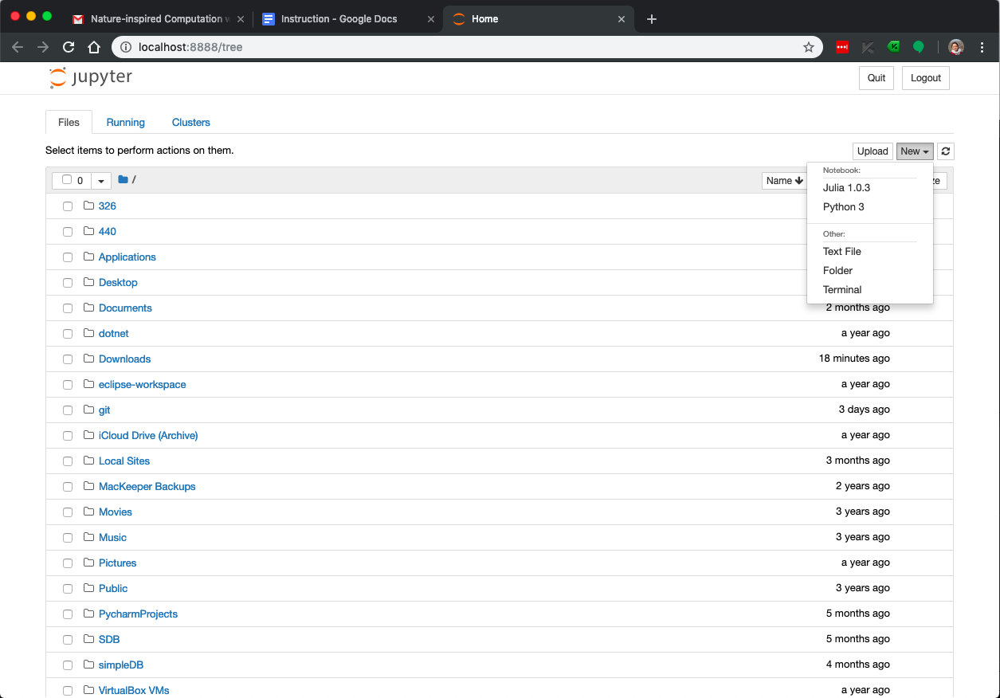 Nature-inspired Computation
Instruction - Google Docs
Home
localhost:8888/tree
jupyter
Quit
Logout
Files
Running
Clusters
Select items to perform actions on them.
Upload
New
0
/
Name
Notebook:
Julia 1.0.3
Python 3
Other:
Text File
Folder
Terminal
326
440
Applications
Desktop
Documents 2 months ago
dotnet a year ago
Downloads 18 minutes ago
eclipse-workspace a year ago
git 3 days ago
iCloud Drive (Archive) a year ago
Local Sites 3 months ago
MacKeeper Backups 2 years ago
Movies 3 years ago
Music 3 years ago
Pictures a year ago
Public 3 years ago
PycharmProjects 5 months ago
SDB 5 months ago
simpleDB 4 months ago
VirtualBox VMs a year ago